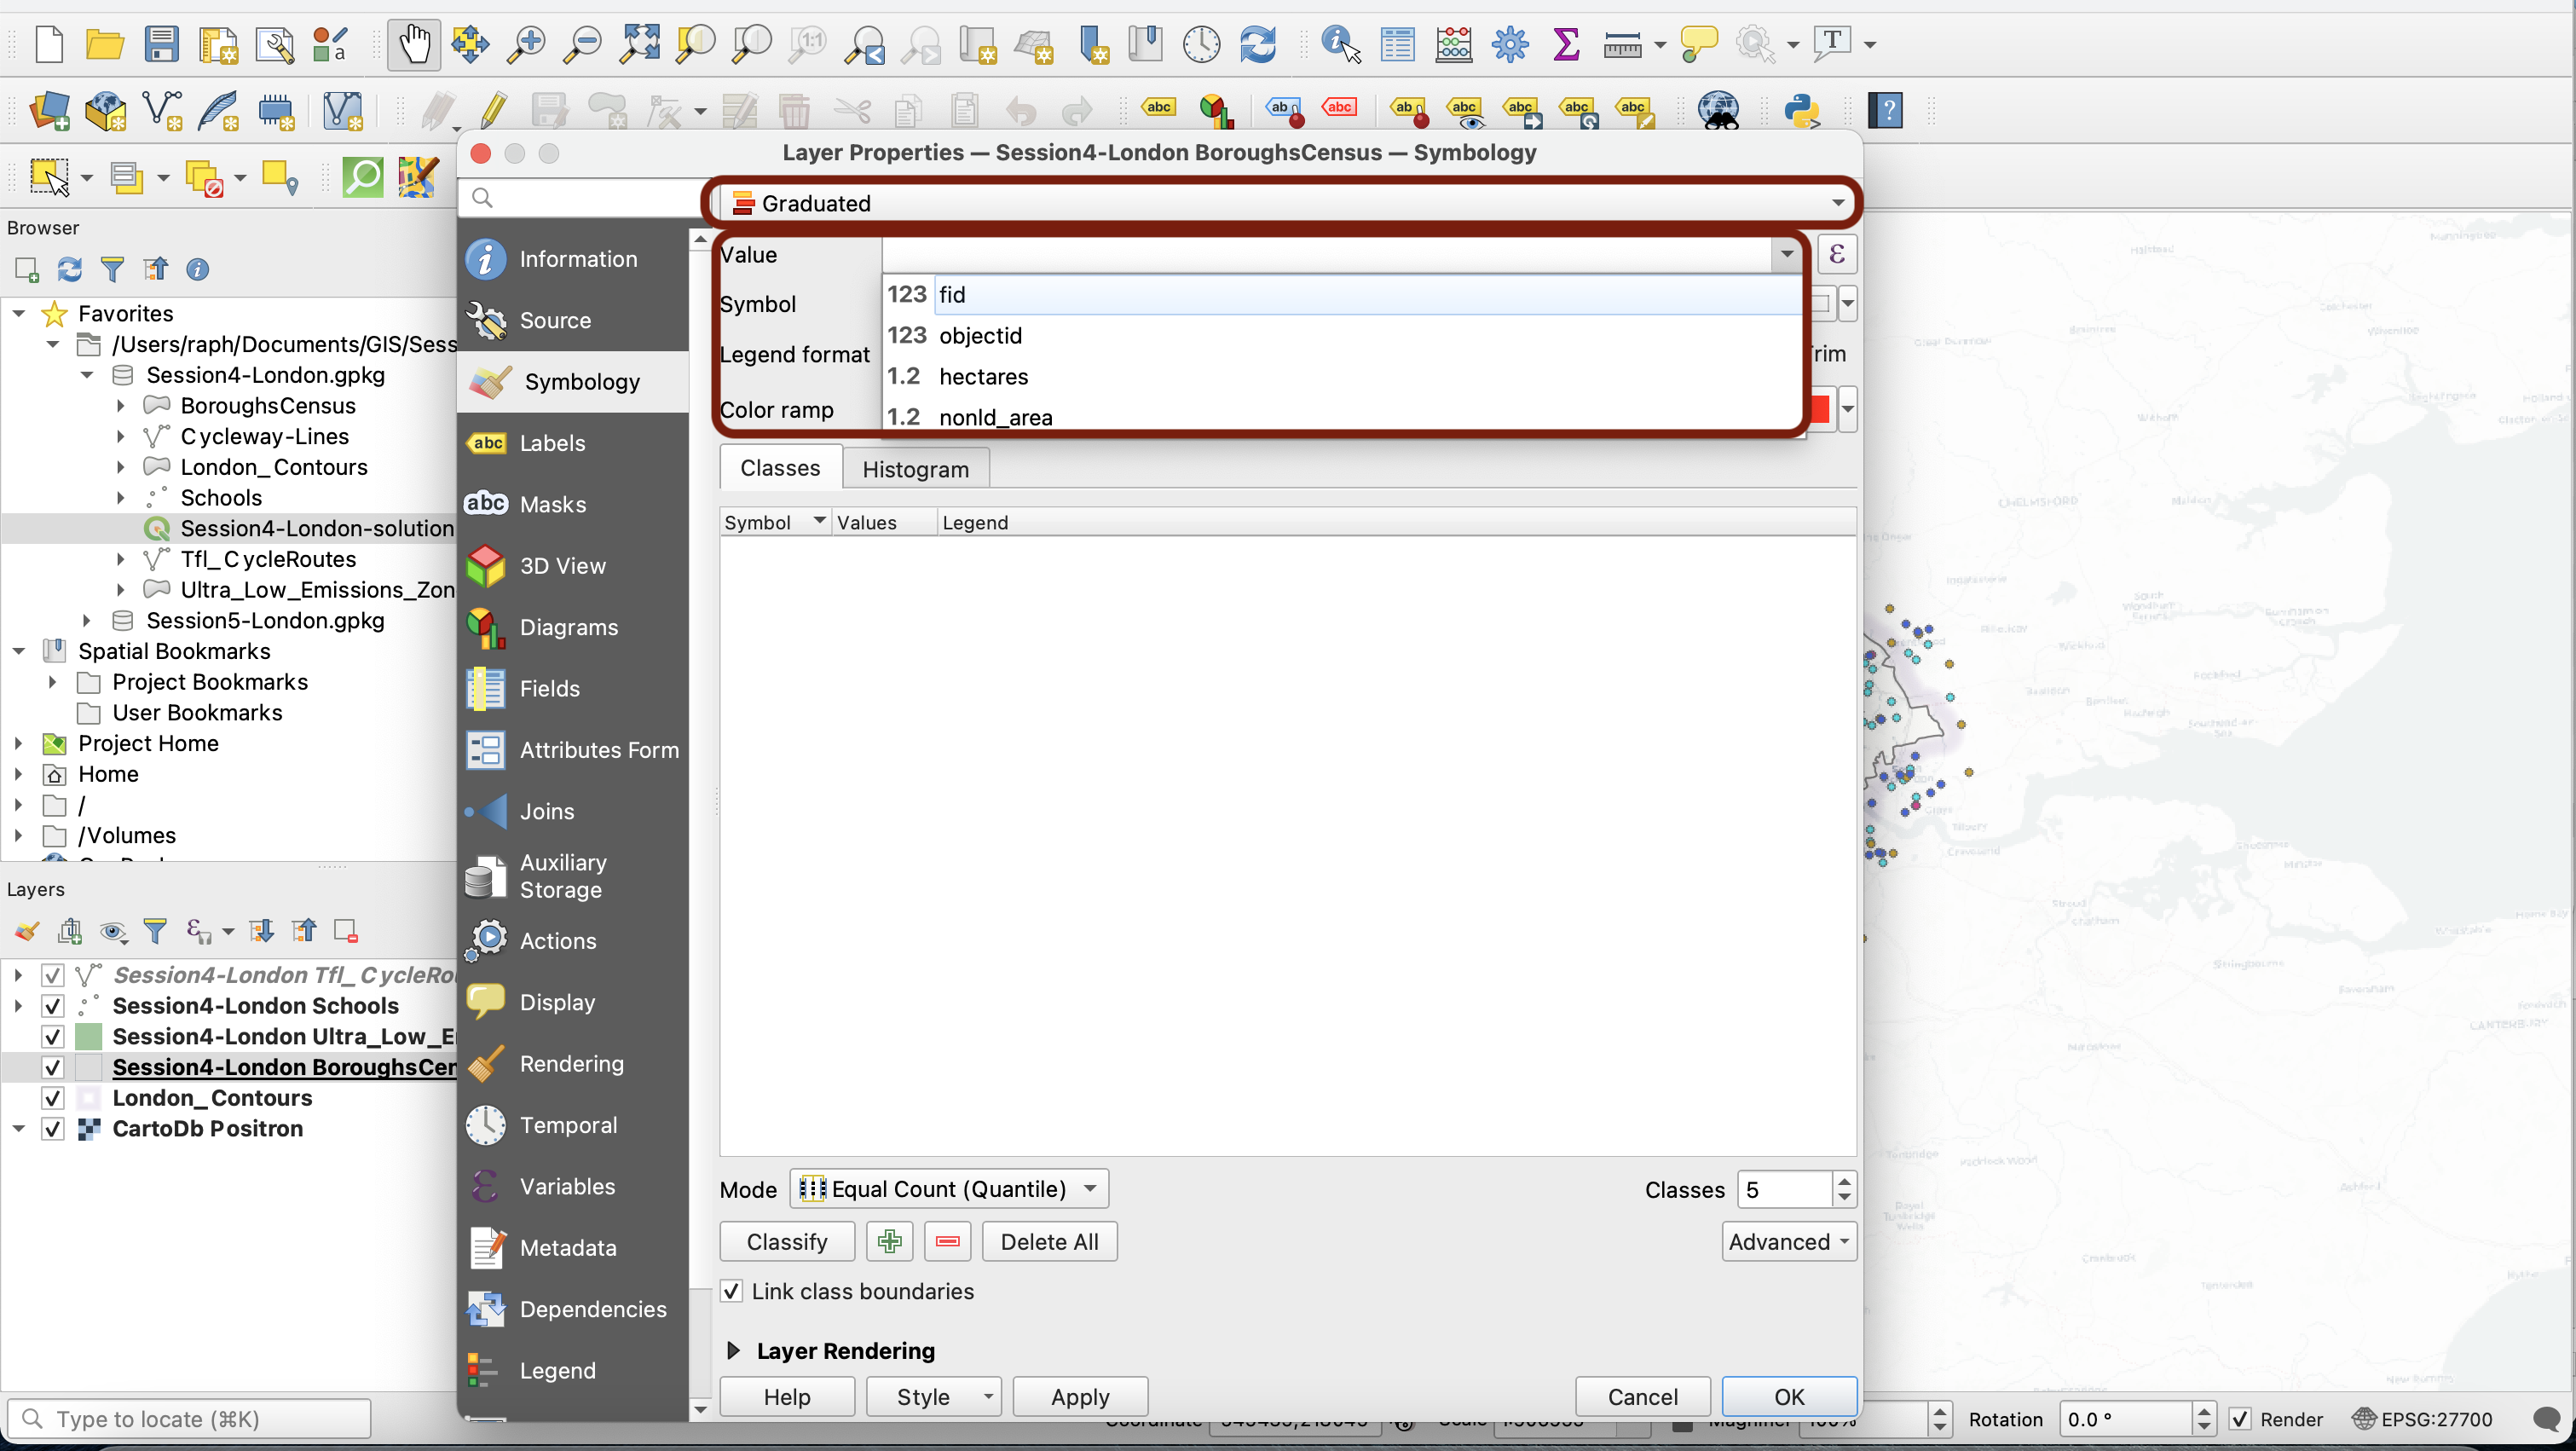 Layer Properties — Session4-London BoroughsCensus — Symbology
Graduated
Browser
Favorites
/Users/raph/Documents/GIS/Sess
Session4-London.gpkg
BoroughsCensus
Cycleway-Lines
London_Contours
Schools
Session4-London-solution
Tfl_CycleRoutes
Ultra_Low_Emissions_Zon
Session5-London.gpkg
Spatial Bookmarks
Project Bookmarks
User Bookmarks
Project Home
Home
/
/Volumes
Layers
Session4-London Tfl_CycleRo
Session4-London Schools
Session4-London Ultra_Low_E
Session4-London BoroughsCen
London_Contours
CartoDb Positron
Type to locate (⌘K)
Information
Source
Symbology
abc Labels
abc Masks
3D View
Diagrams
Fields
Attributes Form
Joins
Auxiliary
Storage
Actions
Display
Rendering
Temporal
Variables
Metadata
Dependencies
Legend
Value
ε
123 fid
Symbol
123 objectid
Legend format
rim
1.2 hectares
Color ramp
1.2 nonld_area
Classes Histogram
Symbol Values Legend
Mode Equal Count (Quantile) Classes 5
Classify Delete All Advanced
Link class boundaries
Layer Rendering
Help Style Apply Cancel OK
Rotation 0.0 ° Render EPSG:27700
CHELMSFORD
CANTERBURY